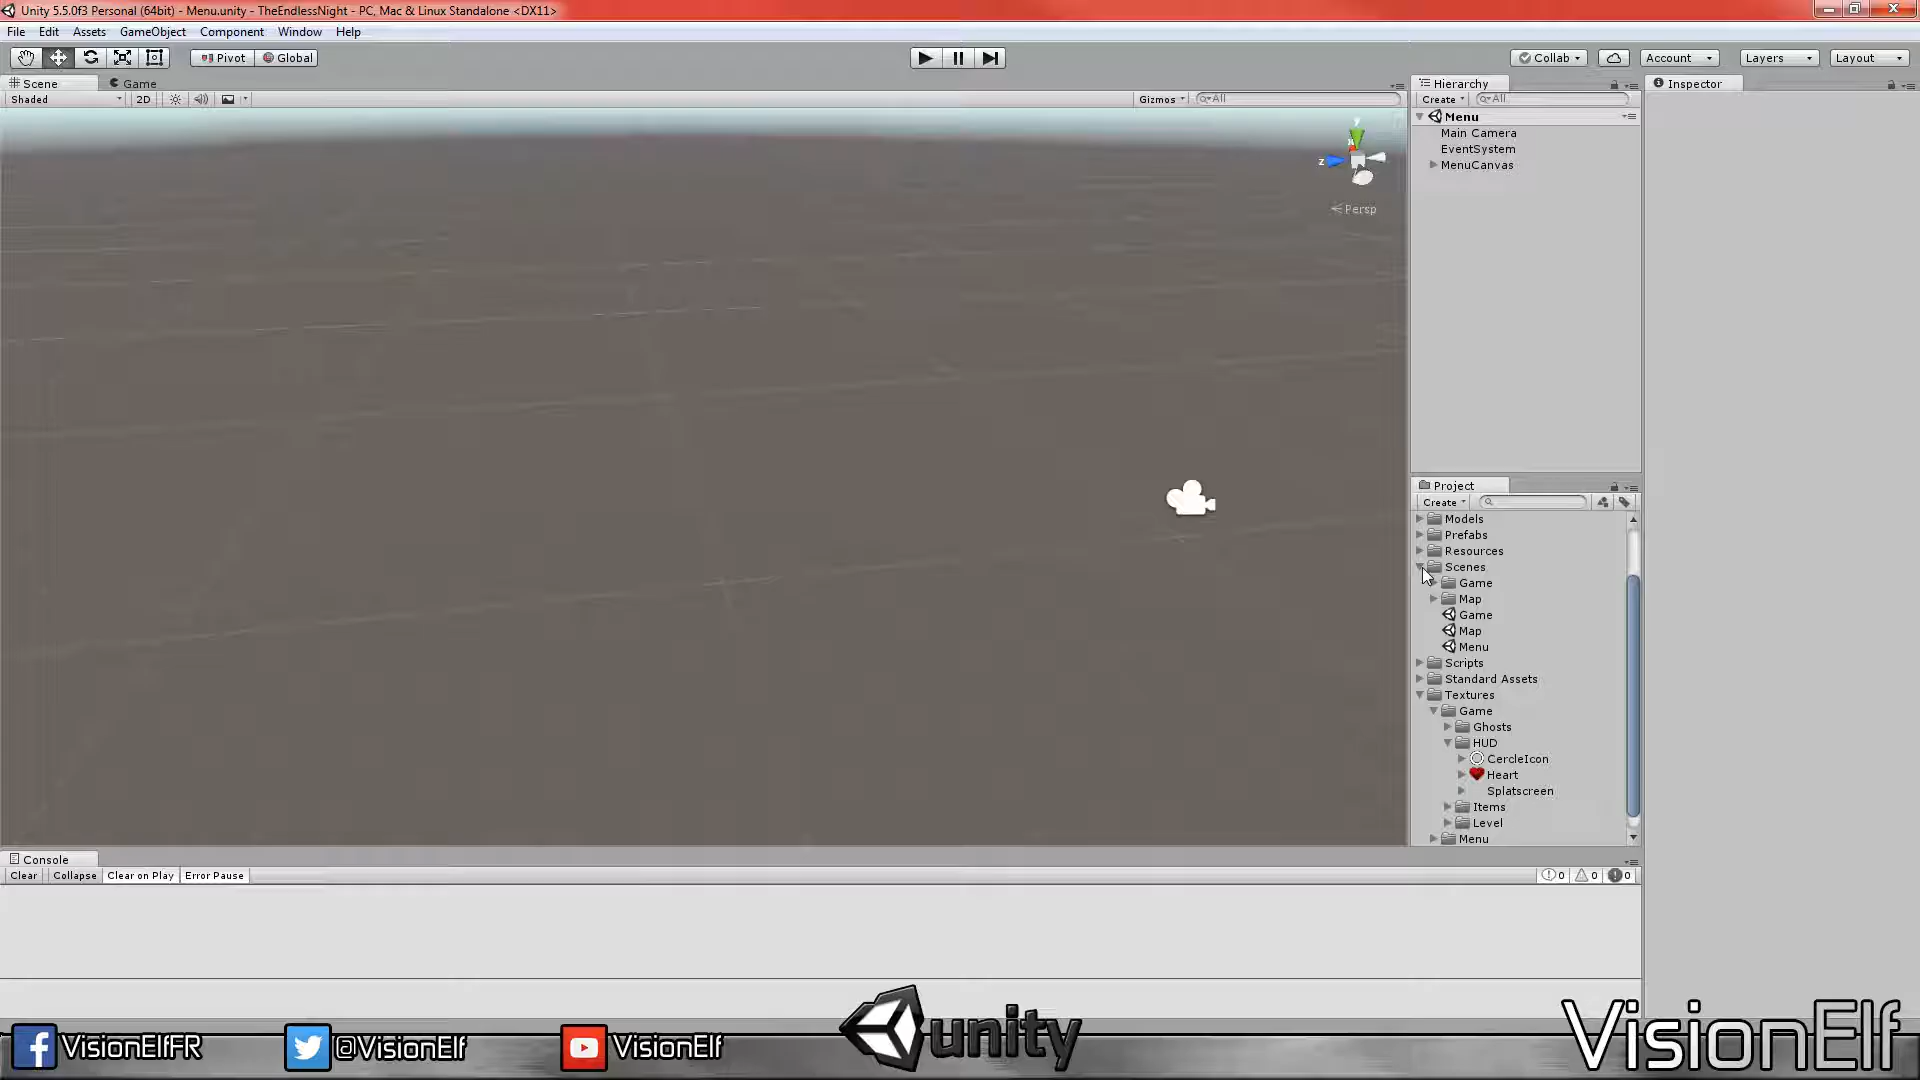 Unity 5.5.0f3 Personal (64bit) - Menu.unity - TheEndlessNight - PC, Mac & Linux Standalone <DX11>
File Edit Assets GameObject Component Window Help
Pivot Global Collab Account Layers Layout
Scene Game Hierarchy Inspector
Shaded 2D Gizmos All Create All
Menu
Main Camera
EventSystem
MenuCanvas
y
x
z
Persp
Project
Create
Models
Prefabs
Resources
Scenes
Game
Map
Game
Map
Menu
Scripts
Standard Assets
Textures
Game
Ghosts
HUD
CercleIcon
Heart
Splatscreen
Items
Level
Menu
Console
Clear Collapse Clear on Play Error Pause 0 0 0
VisionElfFR @VisionElf VisionElf unity VisionElf